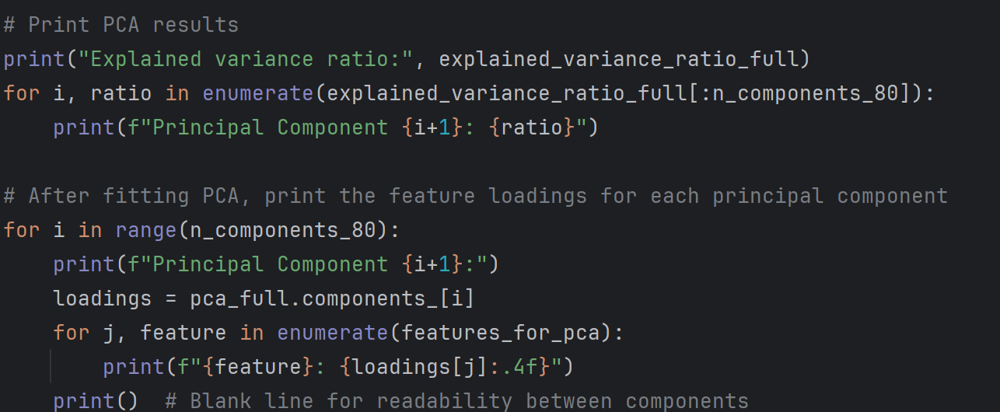 # Print PCA results
print("Explained variance ratio:", explained_variance_ratio_full)
for i, ratio in enumerate(explained_variance_ratio_full[:n_components_80]):
    print(f"Principal Component {i+1}: {ratio}")

# After fitting PCA, print the feature loadings for each principal component
for i in range(n_components_80):
    print(f"Principal Component {i+1}:")
    loadings = pca_full.components_[i]
    for j, feature in enumerate(features_for_pca):
        print(f"{feature}: {loadings[j]:.4f}")
    print()  # Blank line for readability between components